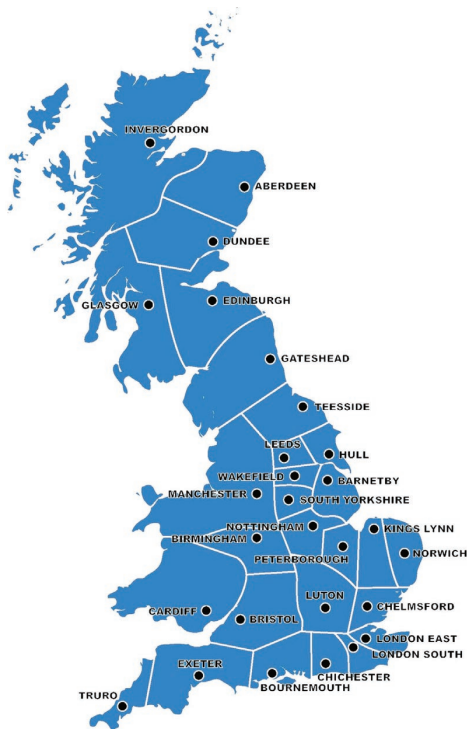 INVERGORDON
ABERDEEN
DUNDEE
EDINBURGH
GLASGOW
GATESHEAD
TEESSIDE
LEEDS
HULL
WAKEFIELD
BARNETBY
MANCHESTER
SOUTH YORKSHIRE
NOTTINGHAM
KINGS LYNN
BIRMINGHAM
NORWICH
PETERBOROUGH
LUTON
CHELMSFORD
CARDIFF
BRISTOL
LONDON EAST
LONDON SOUTH
EXETER
CHICHESTER
BOURNEMOUTH
TRURO